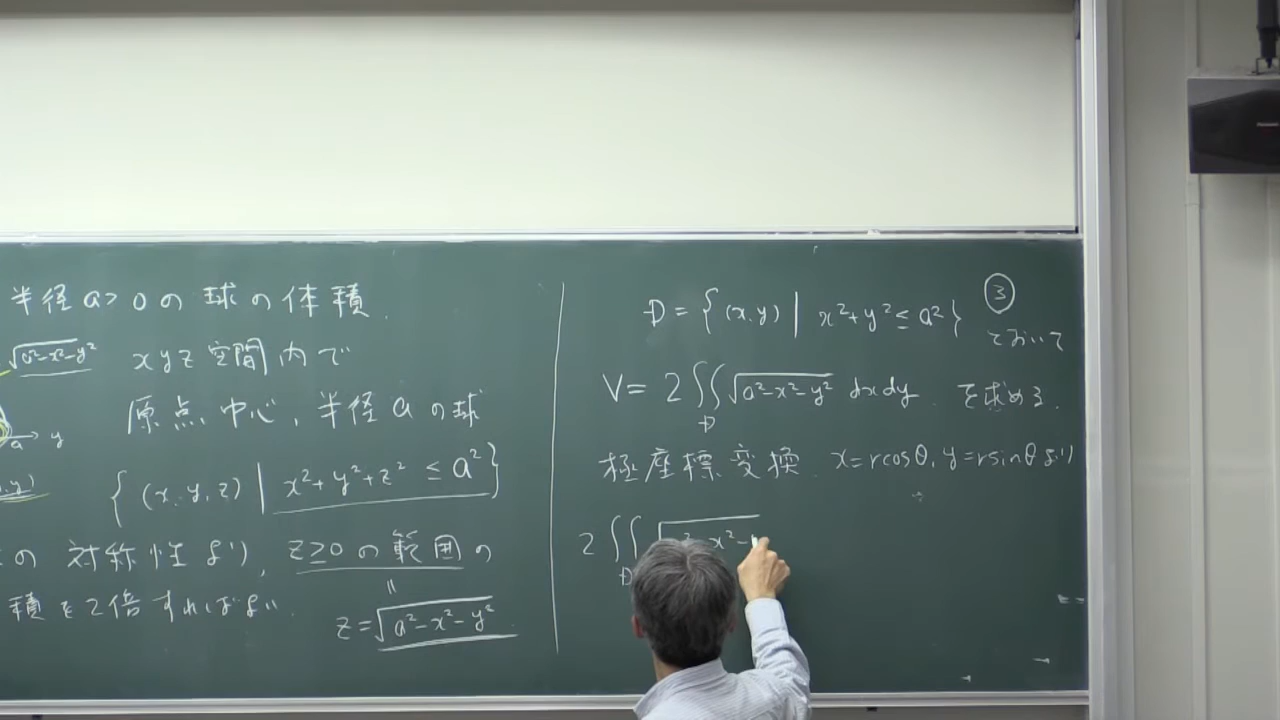 半径 a>0 の 球 の 体積.
√a²-x²-y² xyz 空間内で
原点中心, 半径 a の 球
a y
{ (x,y,z) | x²+y²+z² ≤ a² }
,y)
の 対称性より, z≥0 の 範囲 の
積を2倍すればよい.
=
z=√a²-x²-y²
③
D = { (x,y) | x²+y² ≤ a² }
とおいて
V= 2∬_D √a²-x²-y² dxdy. を求める.
極座標変換. x=rcosθ, y=rsinθ より
2∬_D √a²-x²-